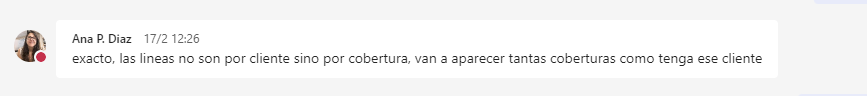 Ana P. Diaz 17/2 12:26
exacto, las lineas no son por cliente sino por cobertura, van a aparecer tantas coberturas como tenga ese cliente